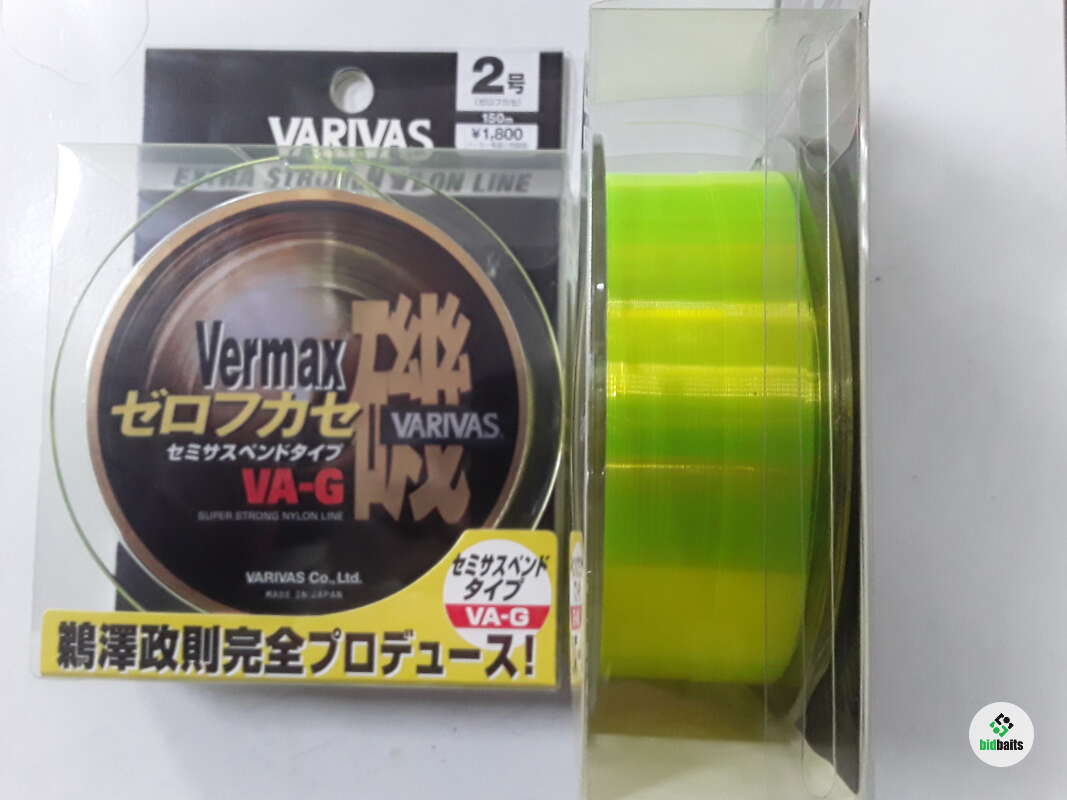 2号
(ゼロフカセ)
150m
¥1,800
VARIVAS
EXTRA STRONG NYLON LINE
Vermax
磯
ゼロフカセ
VARIVAS
セミサスペンドタイプ
VA-G
SUPER STRONG NYLON LINE
VARIVAS Co.,Ltd.
MADE IN JAPAN
セミサスペンド
タイプ
VA-G
鵜澤政則完全プロデュース!
bidbaits